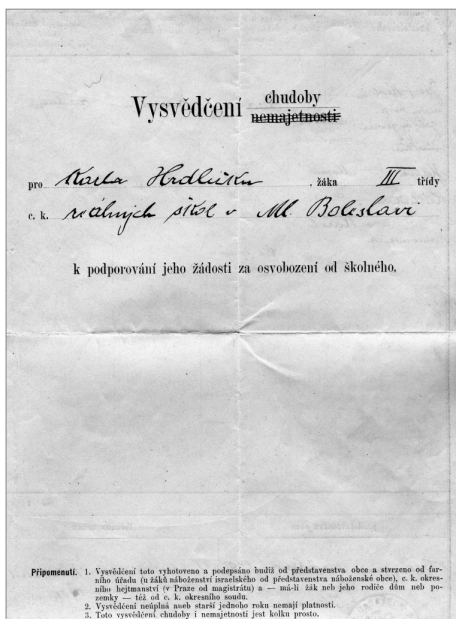 Vysvědčení chudoby
nemajetnosti
pro Karla Hrdličku , žáka III třídy
c. k. reálných škol v Ml. Boleslavi
k podporování jeho žádosti za osvobození od školného.
Připomenutí. 1. Vysvědčení toto vyhotoveno a podepsáno budiž od představenstva obce a stvrzeno od far-
ního úřadu (u žáků náboženství israelského od představenstva náboženské obce), c. k. okres-
ního hejtmanství (v Praze od magistrátu) a — má-li žák neb jeho rodiče dům neb po-
zemky — též od c. k. okresního soudu.
2. Vysvědčení neúplná aneb starší jednoho roku nemají platnosti.
3. Toto vysvědčení chudoby i nemajetnosti jest kolku prosto.